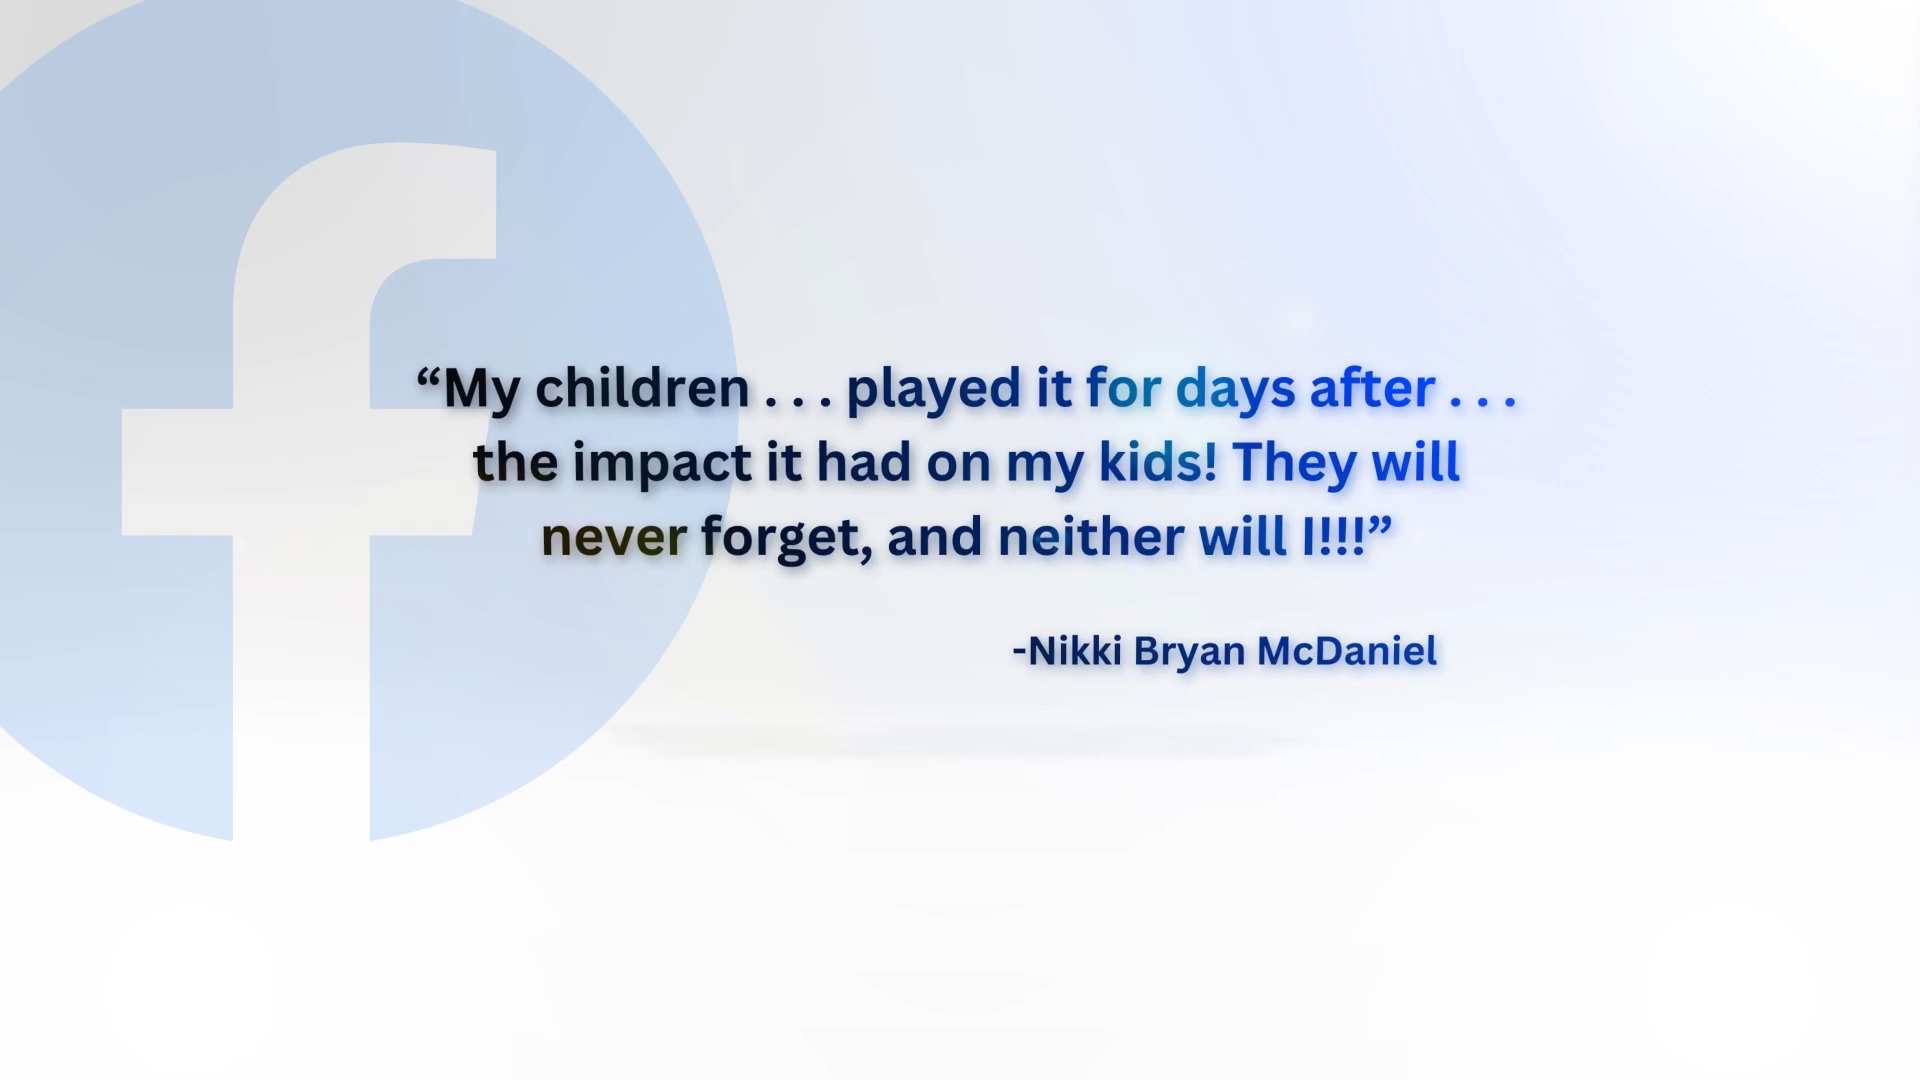 “My children . . . played it for days after . . .
the impact it had on my kids! They will
never forget, and neither will I!!!”
-Nikki Bryan McDaniel